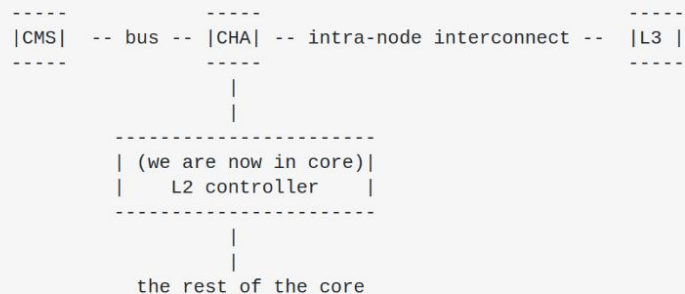 -----               -----                                -----
|CMS|  -- bus -- |CHA| -- intra-node interconnect --  |L3 |
-----               -----                                -----
|
|
-----------------------
| (we are now in core)|
|    L2 controller    |
-----------------------
|
|
the rest of the core